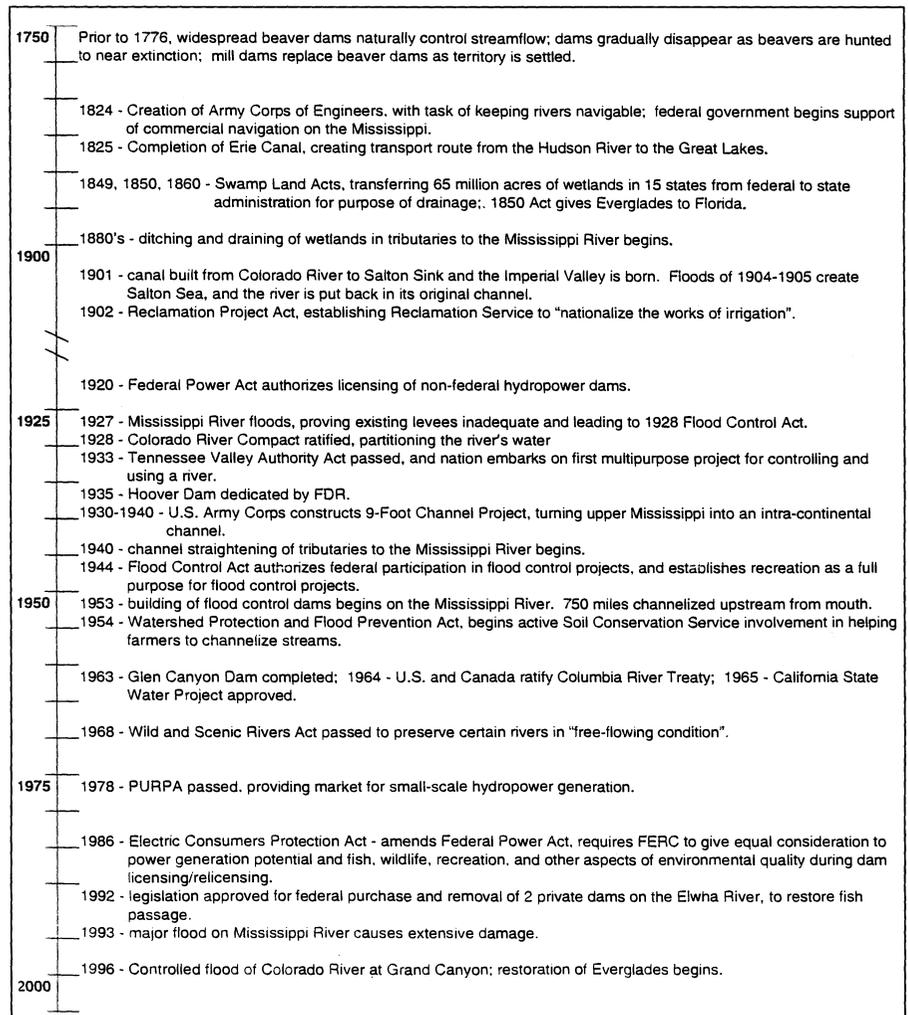 1750 Prior to 1776, widespread beaver dams naturally control streamflow; dams gradually disappear as beavers are hunted
to near extinction; mill dams replace beaver dams as territory is settled.
1824 - Creation of Army Corps of Engineers, with task of keeping rivers navigable; federal government begins support
of commercial navigation on the Mississippi.
1825 - Completion of Erie Canal, creating transport route from the Hudson River to the Great Lakes.
1849, 1850, 1860 - Swamp Land Acts, transferring 65 million acres of wetlands in 15 states from federal to state
administration for purpose of drainage;. 1850 Act gives Everglades to Florida.
1880's - ditching and draining of wetlands in tributaries to the Mississippi River begins.
1900
1901 - canal built from Colorado River to Salton Sink and the Imperial Valley is born. Floods of 1904-1905 create
Salton Sea, and the river is put back in its original channel.
1902 - Reclamation Project Act, establishing Reclamation Service to "nationalize the works of irrigation".
1920 - Federal Power Act authorizes licensing of non-federal hydropower dams.
1925 1927 - Mississippi River floods, proving existing levees inadequate and leading to 1928 Flood Control Act.
1928 - Colorado River Compact ratified, partitioning the river's water
1933 - Tennessee Valley Authority Act passed, and nation embarks on first multipurpose project for controlling and
using a river.
1935 - Hoover Dam dedicated by FDR.
1930-1940 - U.S. Army Corps constructs 9-Foot Channel Project, turning upper Mississippi into an intra-continental
channel.
1940 - channel straightening of tributaries to the Mississippi River begins.
1944 - Flood Control Act authorizes federal participation in flood control projects, and establishes recreation as a full
purpose for flood control projects.
1950 1953 - building of flood control dams begins on the Mississippi River. 750 miles channelized upstream from mouth.
1954 - Watershed Protection and Flood Prevention Act, begins active Soil Conservation Service involvement in helping
farmers to channelize streams.
1963 - Glen Canyon Dam completed; 1964 - U.S. and Canada ratify Columbia River Treaty; 1965 - California State
Water Project approved.
1968 - Wild and Scenic Rivers Act passed to preserve certain rivers in "free-flowing condition".
1975 1978 - PURPA passed, providing market for small-scale hydropower generation.
1986 - Electric Consumers Protection Act - amends Federal Power Act, requires FERC to give equal consideration to
power generation potential and fish, wildlife, recreation, and other aspects of environmental quality during dam
licensing/relicensing.
1992 - legislation approved for federal purchase and removal of 2 private dams on the Elwha River, to restore fish
passage.
1993 - major flood on Mississippi River causes extensive damage.
1996 - Controlled flood of Colorado River at Grand Canyon; restoration of Everglades begins.
2000